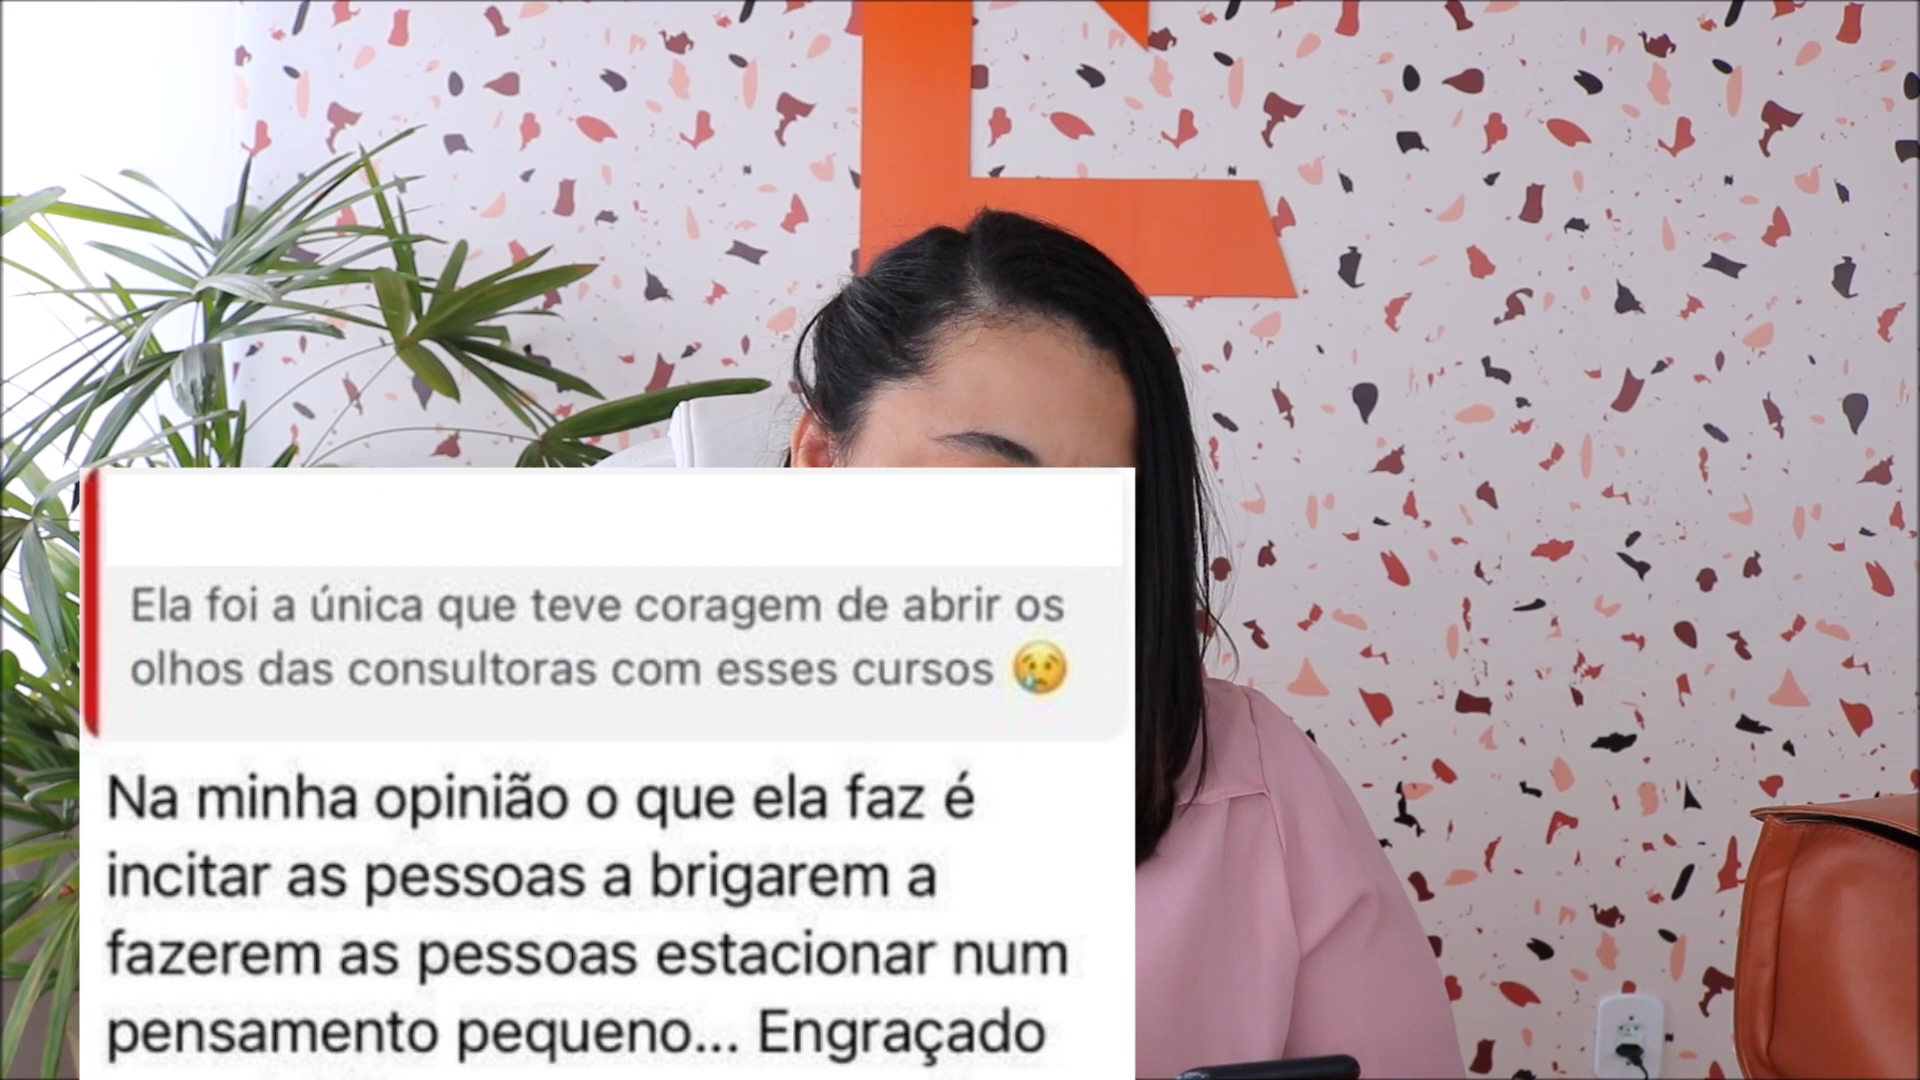 Ela foi a única que teve coragem de abrir os
olhos das consultoras com esses cursos 😢
Na minha opinião o que ela faz é
incitar as pessoas a brigarem a
fazerem as pessoas estacionar num
pensamento pequeno... Engraçado